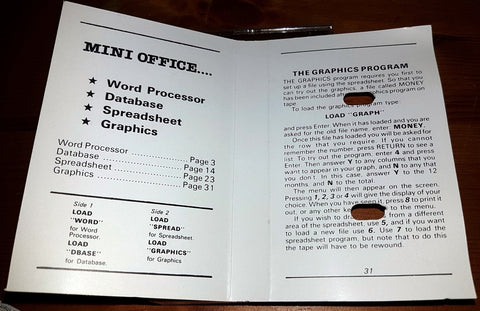 MINI OFFICE....
★ Word Processor
★ Database
★ Spreadsheet
★ Graphics
Word Processor .................. Page 3
Database .................. Page 14
Spreadsheet .................. Page 23
Graphics .................. Page 31
Side 1
LOAD
"WORD"
for Word
Processor.
LOAD
"DBASE"
for Database.
Side 2
LOAD
"SPREAD"
for Spreadsheet.
LOAD
"GRAPHICS"
for Graphics
THE GRAPHICS PROGRAM
THE GRAPHICS program requires you first to
set up a file using the spreadsheet. So that you
can try out the graphics, a file called MONEY
has been included after graphics program on
tape.
To load the graphics program type:
LOAD "GRAPH"
and press Enter. When it has loaded and you are
asked for the old file name, enter: MONEY.
Once this file has loaded you will be asked for
the row that you require. If you cannot
remember the number, press RETURN to see a
list. To try out the program, enter 4 and press
Enter. Then answer Y to any columns that you
want to appear in your graph, and N to any that
you don't. In this case, answer Y to the 12
months, and N to the total.
The menu will then appear on the screen.
Pressing 1, 2, 3 or 4 will give the display of your
choice. When you have seen it, press 8 to print it
out, or any other key to the menu.
If you wish to from a different
area of the spreadsheet, use 5, and if you want
to load a new file use 6. Use 7 to load the
spreadsheet program, but note that to do this
the tape will have to be rewound.
31